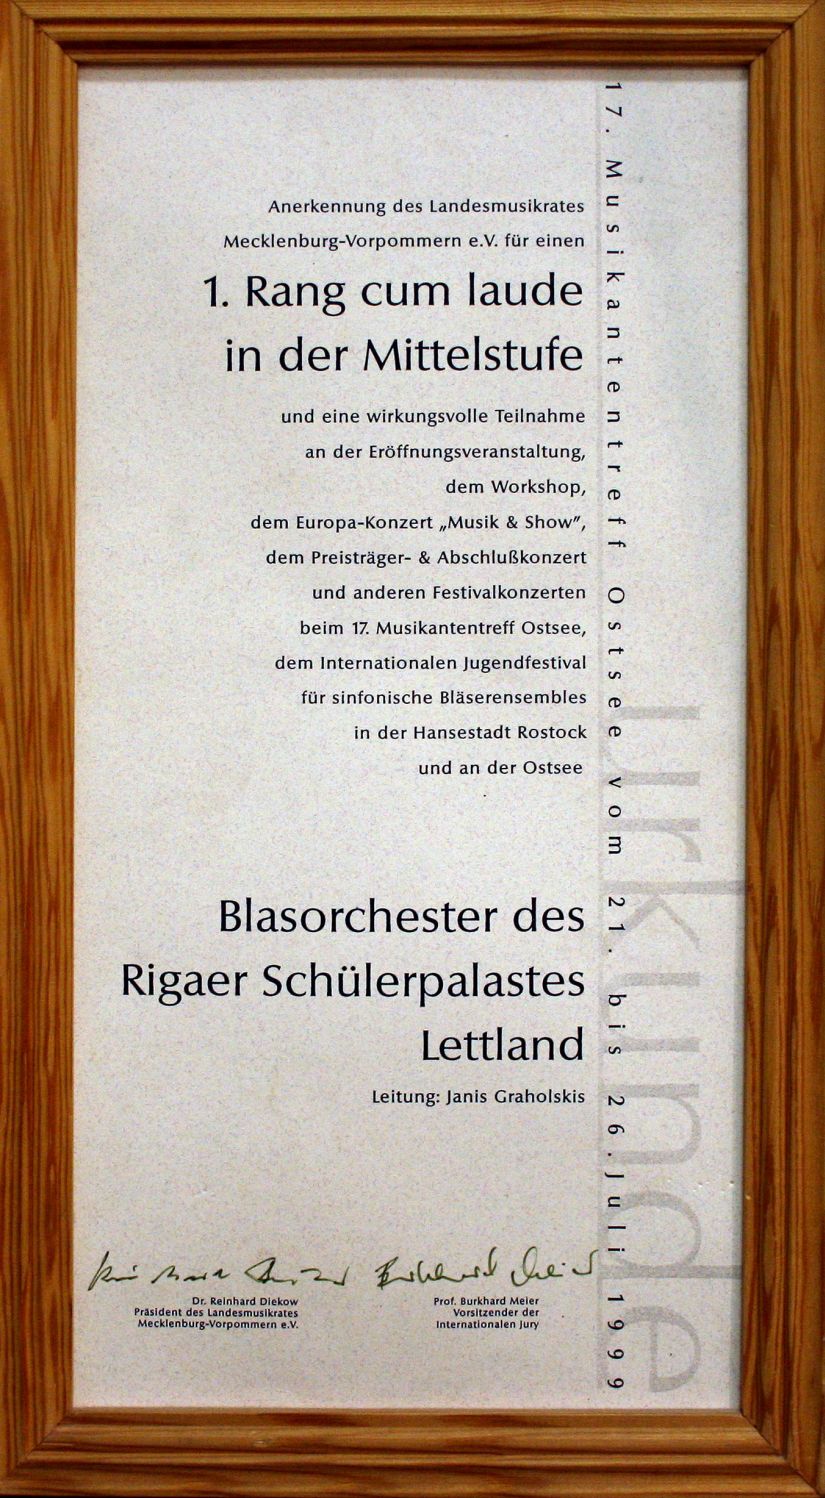 Anerkennung des Landesmusikrates
Mecklenburg-Vorpommern e.V. für einen
1. Rang cum laude
in der Mittelstufe
und eine wirkungsvolle Teilnahme
an der Eröffnungsveranstaltung,
dem Workshop,
dem Europa-Konzert „Musik & Show”,
dem Preisträger- & Abschlußkonzert
und anderen Festivalkonzerten
beim 17. Musikantentreff Ostsee,
dem Internationalen Jugendfestival
für sinfonische Bläserensembles
in der Hansestadt Rostock
und an der Ostsee
Blasorchester des
Rigaer Schülerpalastes
Lettland
Leitung: Janis Graholskis
Dr. Reinhard Diekow
Präsident des Landesmusikrates
Mecklenburg-Vorpommern e.V.
Prof. Burkhard Meier
Vorsitzender der
Internationalen Jury
17. Musikantentreff Ostsee vom 21. bis 26. Juli 1999
urkunde